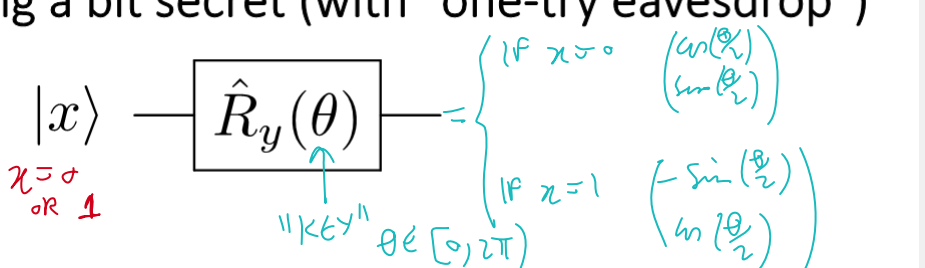 ng a bit secret (with "one-try eavesdrop")
|x⟩ R̂y(θ) = { If x=0 (cos(θ/2) sin(θ/2))
x=0 OR 1
If x=1 (-sin(θ/2) cos(θ/2))
"KEY" θ∈[0,2π)